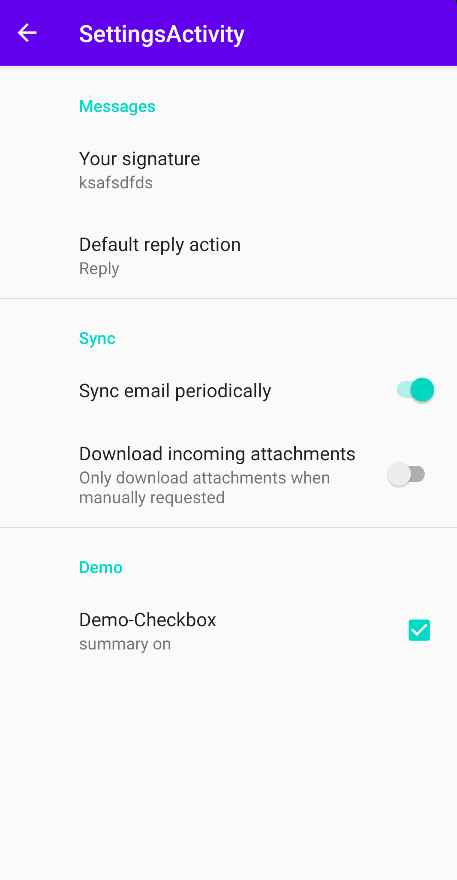 SettingsActivity
Messages
Your signature
ksafsdfds
Default reply action
Reply
Sync
Sync email periodically
Download incoming attachments
Only download attachments when
manually requested
Demo
Demo-Checkbox
summary on